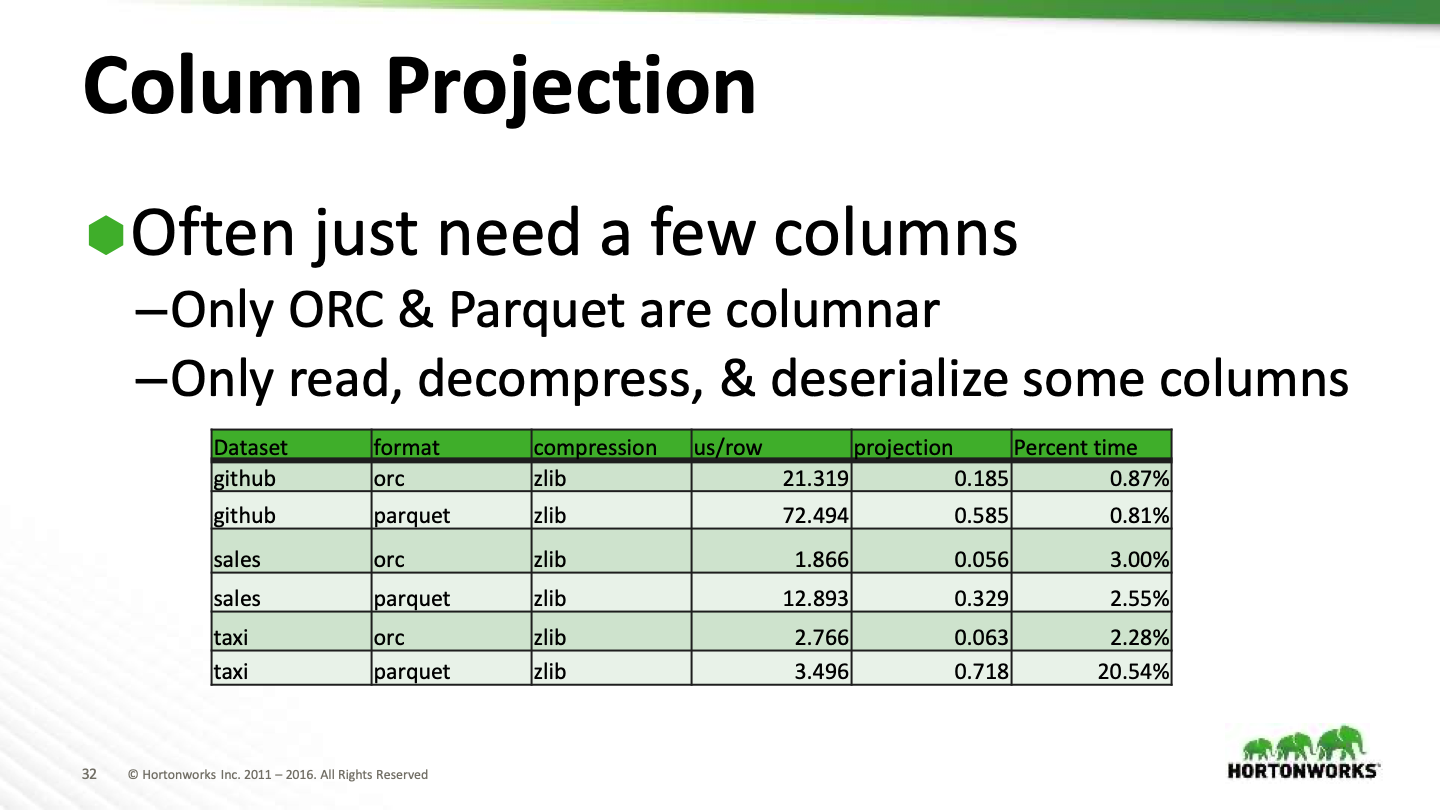 Column Projection
Often just need a few columns
–Only ORC & Parquet are columnar
–Only read, decompress, & deserialize some columns
Dataset format compression us/row projection Percent time
github orc zlib 21.319 0.185 0.87%
github parquet zlib 72.494 0.585 0.81%
sales orc zlib 1.866 0.056 3.00%
sales parquet zlib 12.893 0.329 2.55%
taxi orc zlib 2.766 0.063 2.28%
taxi parquet zlib 3.496 0.718 20.54%
HORTONWORKS
32 © Hortonworks Inc. 2011 – 2016. All Rights Reserved